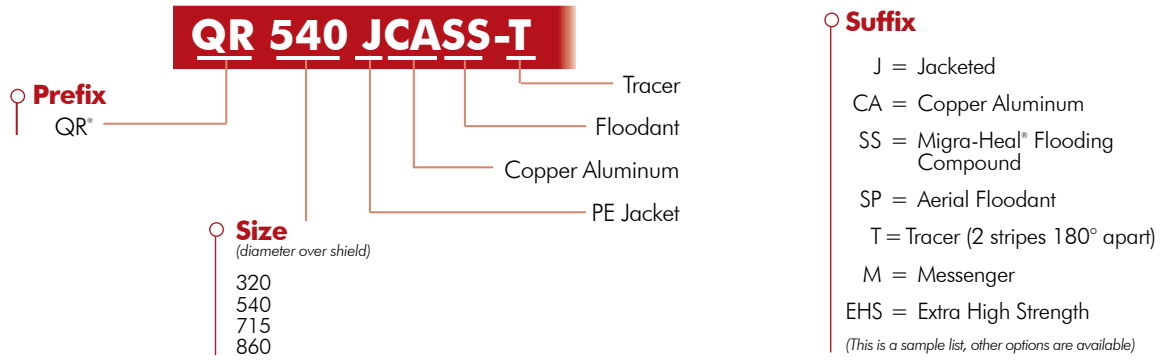 QR 540 JCASS-T
Tracer
Floodant
Copper Aluminum
PE Jacket
Prefix
QR®
Size
(diameter over shield)
320
540
715
860
Suffix
J = Jacketed
CA = Copper Aluminum
SS = Migra-Heal® Flooding
Compound
SP = Aerial Floodant
T = Tracer (2 stripes 180° apart)
M = Messenger
EHS = Extra High Strength
(This is a sample list, other options are available)